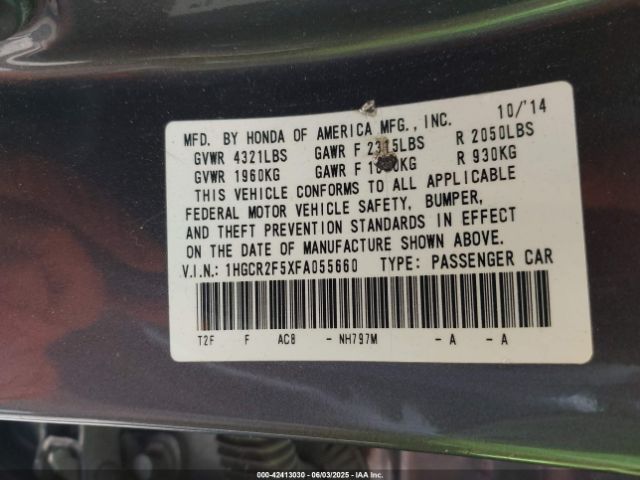 MFD. BY HONDA OF AMERICA MFG., INC. 10/'14
GVWR 4321LBS GAWR F 2315LBS R 2050LBS
GVWR 1960KG GAWR F KG R 930KG
THIS VEHICLE CONFORMS TO ALL APPLICABLE
FEDERAL MOTOR VEHICLE SAFETY, BUMPER,
AND THEFT PREVENTION STANDARDS IN EFFECT
ON THE DATE OF MANUFACTURE SHOWN ABOVE.
V.I.N.: 1HGCR2F5XFA055660 TYPE: PASSENGER CAR
T2F F AC8 - NH797M - A - A
000-42413030 06/03/2025 IAA Inc.